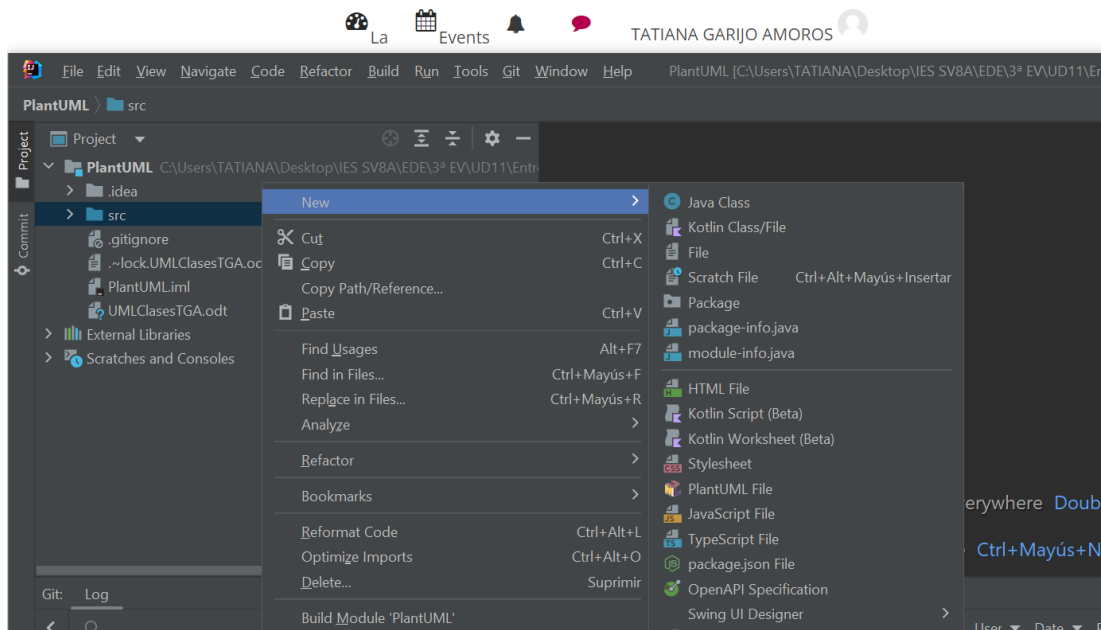 La Events TATIANA GARIJO AMOROS
File Edit View Navigate Code Refactor Build Run Tools Git Window Help PlantUML [C:\Users\TATIANA\Desktop\IES SV8A\EDE\3ª EV\UD11\En
PlantUML src
Project
Commit
Project
PlantUML C:\Users\TATIANA\Desktop\IES SV8A\EDE\3ª EV\UD11\Entr
.idea
src
.gitignore
.~lock.UMLClasesTGA.oc
PlantUML.iml
UMLClasesTGA.odt
External Libraries
Scratches and Consoles
New
Cut Ctrl+X
Copy Ctrl+C
Copy Path/Reference...
Paste Ctrl+V
Find Usages Alt+F7
Find in Files... Ctrl+Mayús+F
Replace in Files... Ctrl+Mayús+R
Analyze
Refactor
Bookmarks
Reformat Code Ctrl+Alt+L
Optimize Imports Ctrl+Alt+O
Delete... Suprimir
Build Module 'PlantUML'
Java Class
Kotlin Class/File
File
Scratch File Ctrl+Alt+Mayús+Insertar
Package
package-info.java
module-info.java
HTML File
Kotlin Script (Beta)
Kotlin Worksheet (Beta)
Stylesheet
PlantUML File
JavaScript File
TypeScript File
package.json File
OpenAPI Specification
Swing UI Designer
erywhere Doub
Ctrl+Mayús+N
Git: Log
User Date